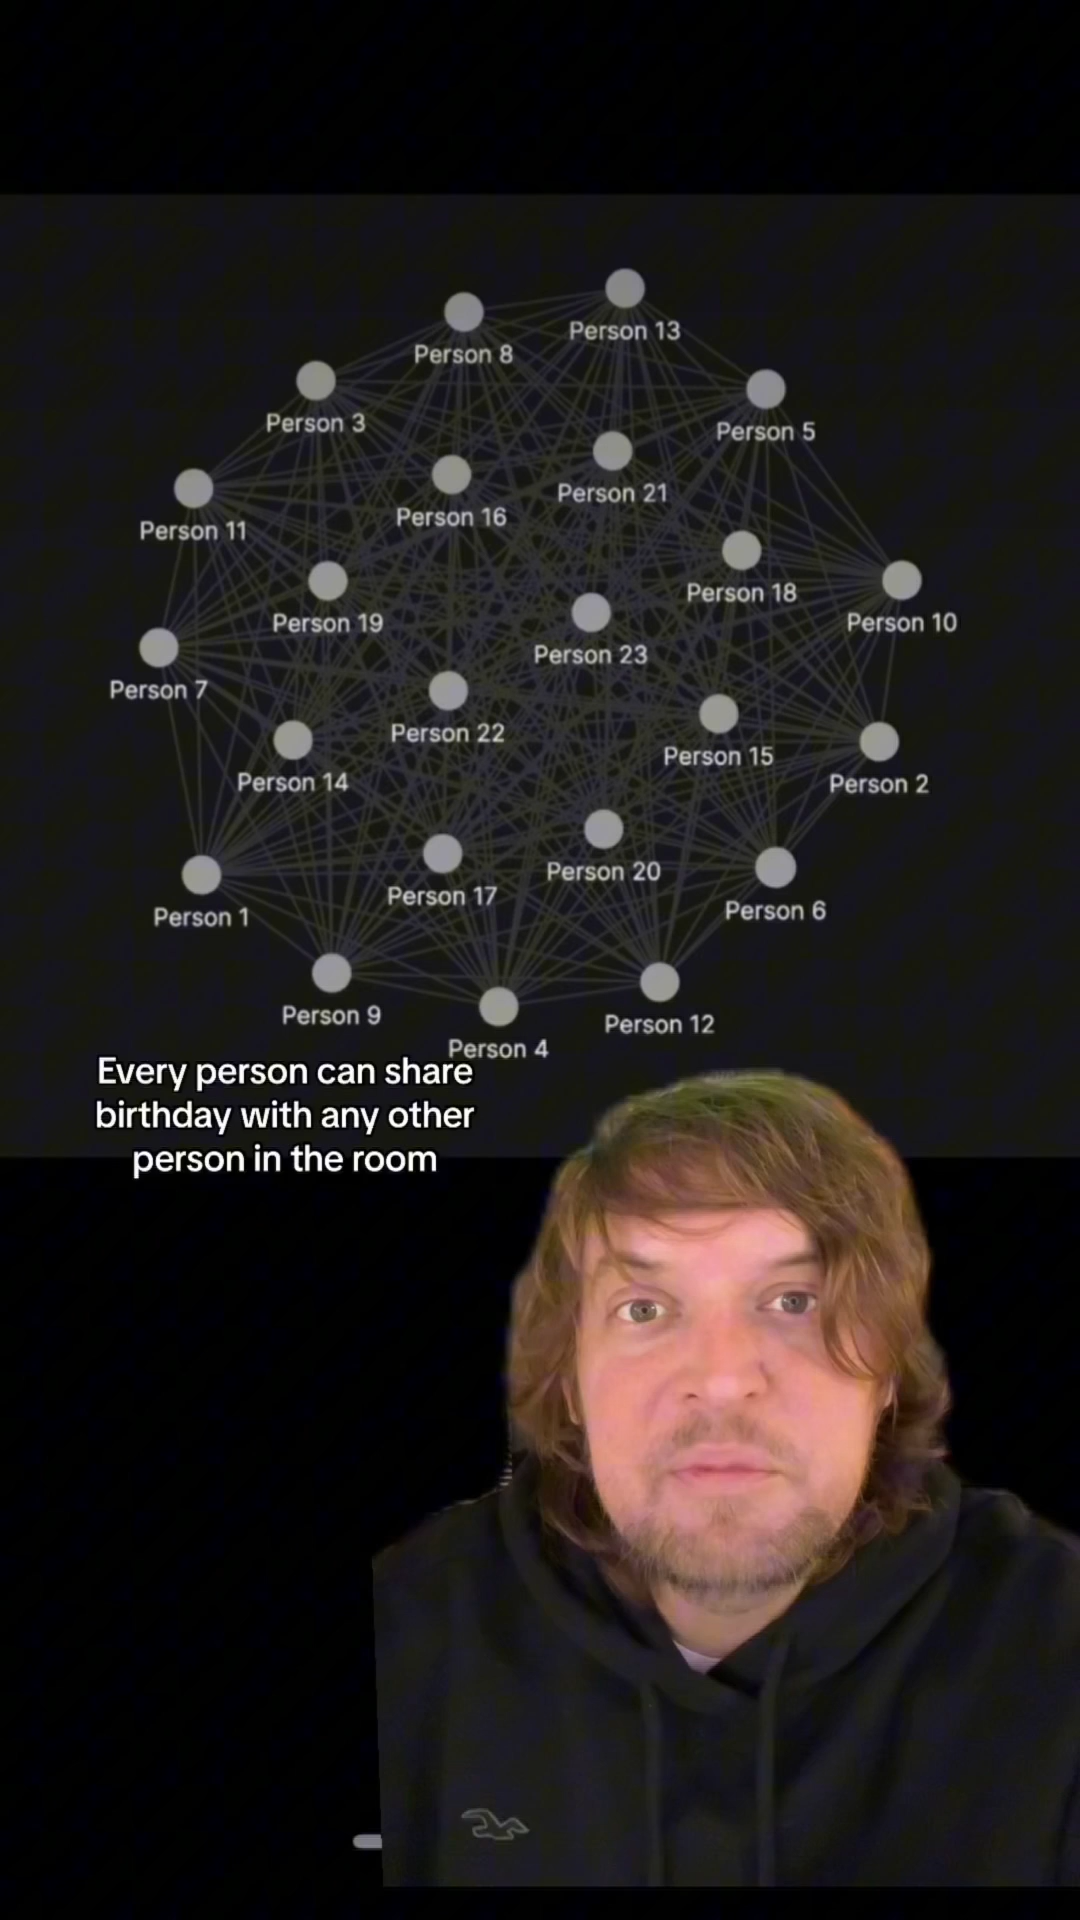 Person 13
Person 8
Person 3
Person 5
Person 21
Person 16
Person 11
Person 18
Person 19
Person 10
Person 23
Person 7
Person 22
Person 15
Person 14
Person 2
Person 20
Person 17
Person 6
Person 1
Person 9
Person 12
Person 4
Every person can share
birthday with any other
person in the room